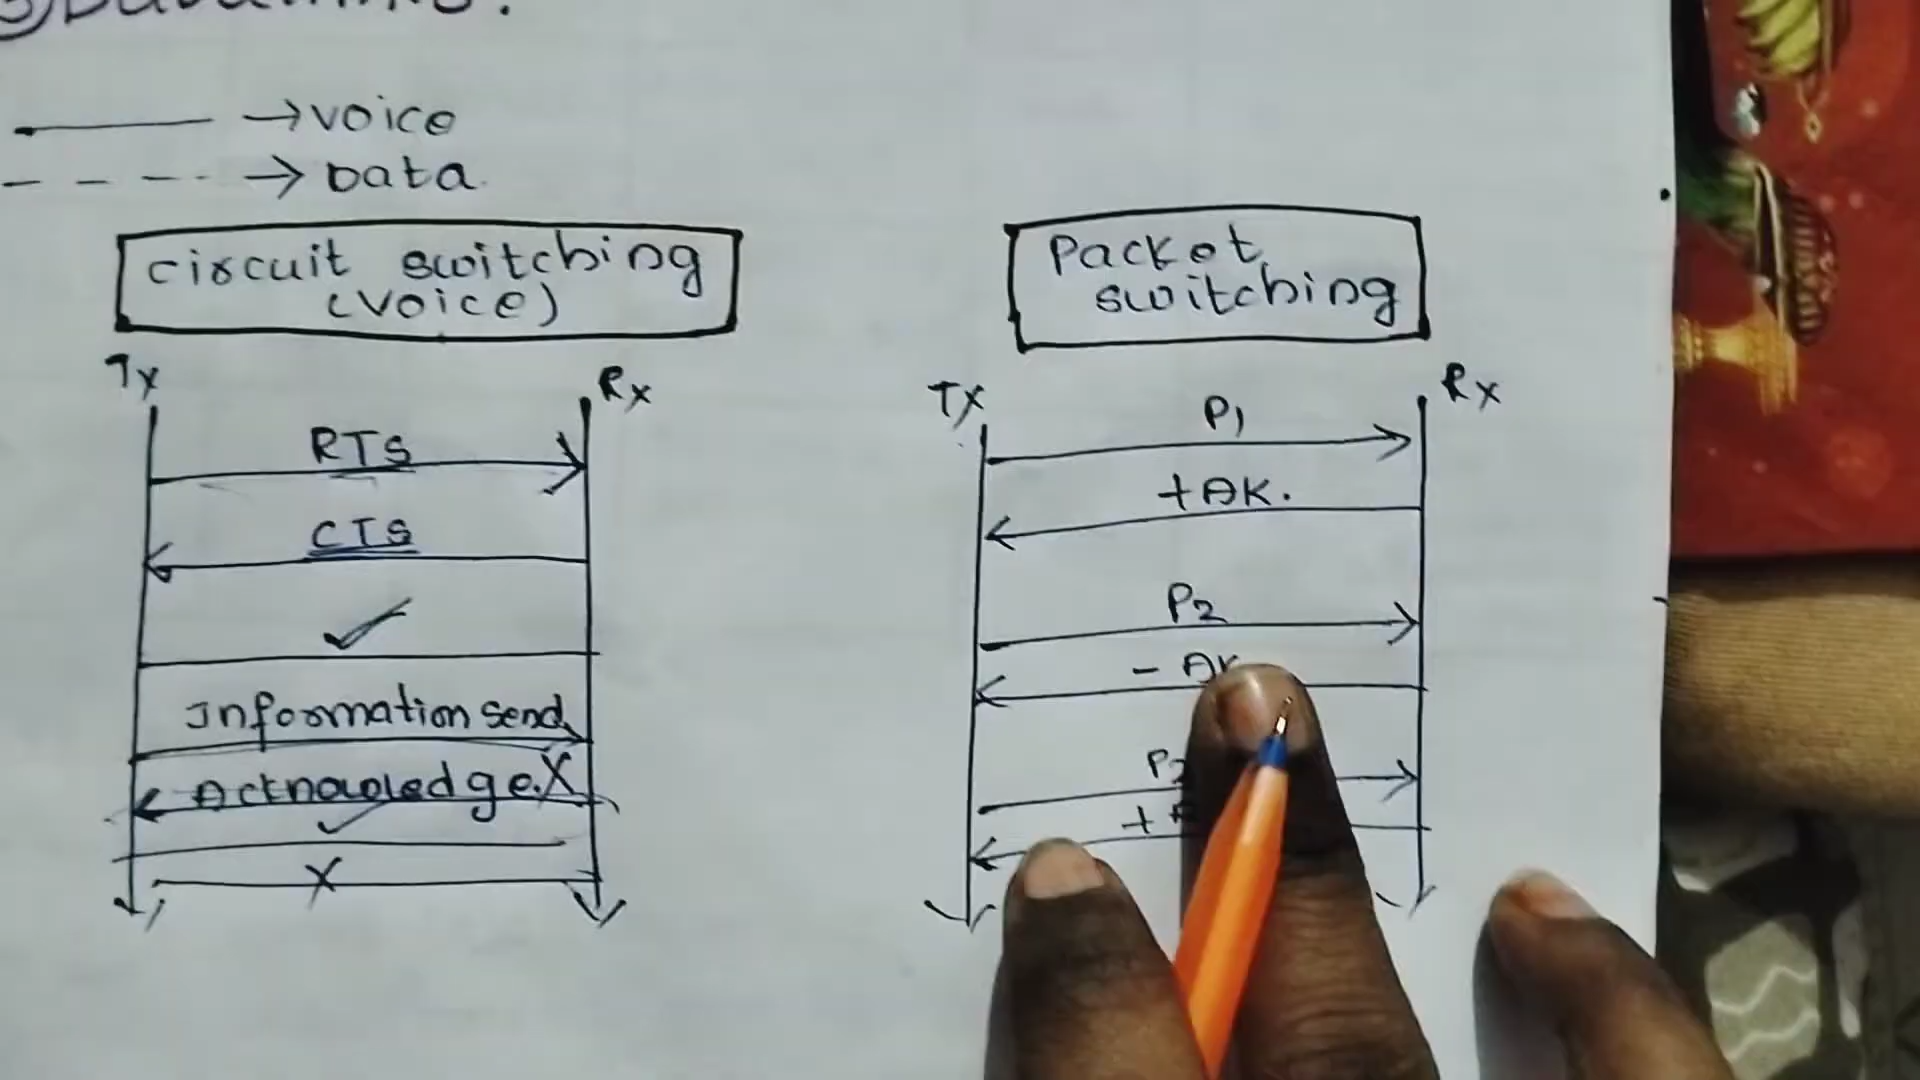 → voice
→ Data
circuit switching
(voice)
Packet
switching
Tx
Rx
RTS
CTS
Information send
Acknowledge. X
X
Tx
Rx
P1
+AK.
P2
- AK